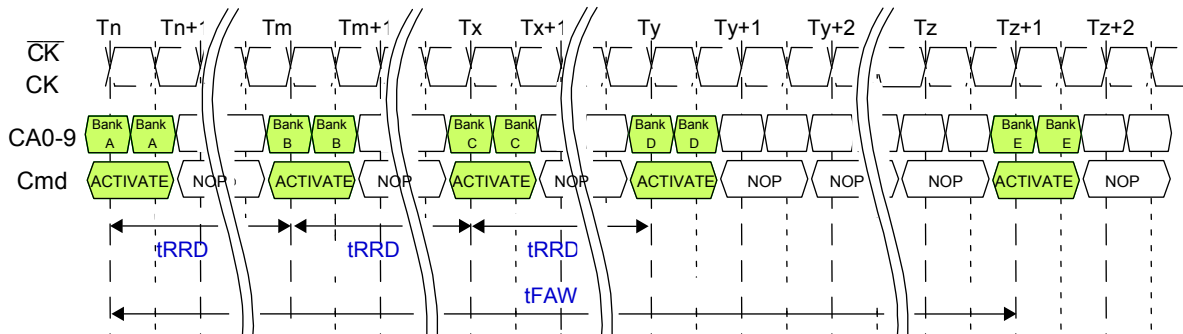 Tn Tn+1 Tm Tm+1 Tx Tx+1 Ty Ty+1 Ty+2 Tz Tz+1 Tz+2
CK
CK
CA0-9 Bank A Bank A Bank B Bank B Bank C Bank C Bank D Bank D Bank E Bank E
Cmd ACTIVATE NOP ACTIVATE NOP ACTIVATE NOP ACTIVATE NOP NOP NOP ACTIVATE NOP
tRRD tRRD tRRD
tFAW